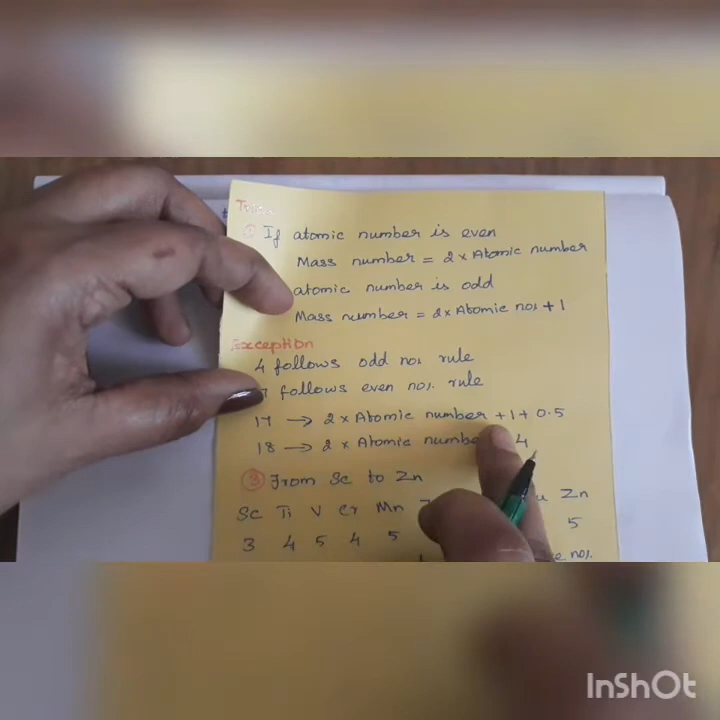 ① If atomic number is even
Mass number = 2 × Atomic number
atomic number is odd
Mass number = 2 × Atomic no. + 1
Exception
4 follows odd no. rule
follows even no. rule
17 → 2 × Atomic number + 1 + 0.5
18 → 2 × Atomic 4
③ From Sc to Zn
Sc Ti V Cr Mn Zn
3 4 5 4 5 5
no.
InShOt